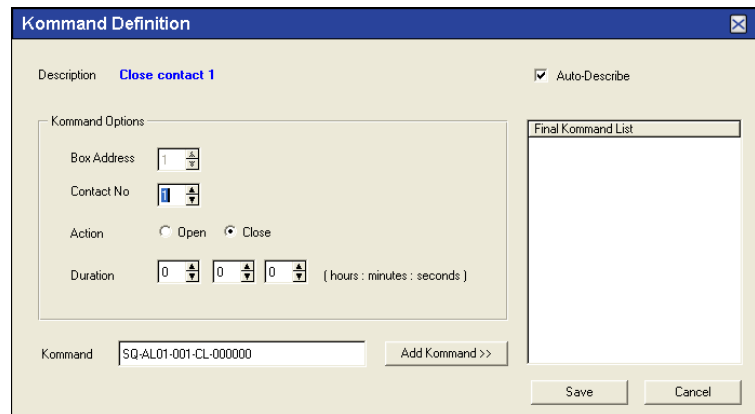 Kommand Definition
Description Close contact 1
Auto-Describe
Kommand Options
Final Kommand List
Box Address 1
Contact No 1
Action Open Close
Duration 0 0 0 ( hours : minutes : seconds )
Kommand SQ-AL01-001-CL-000000 Add Kommand >>
Save Cancel